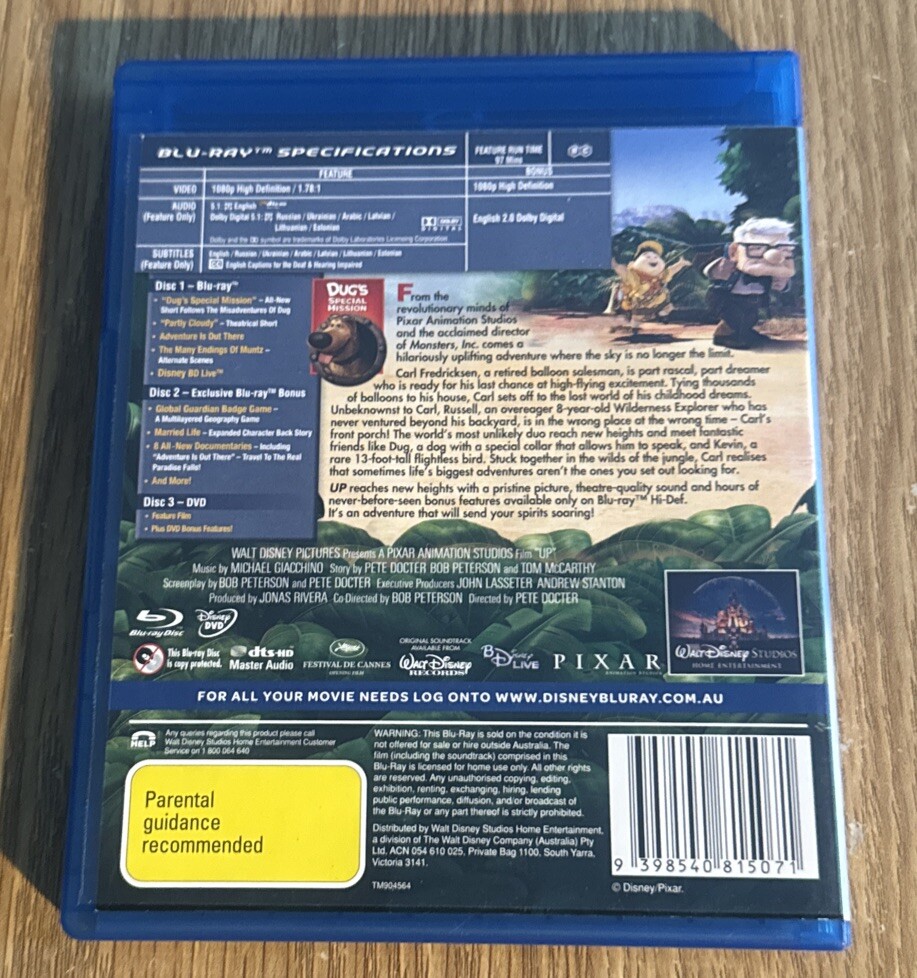 BLU-RAY™ SPECIFICATIONS
FEATURE RUN TIME
97 Mins
B C
FEATURE
BONUS
VIDEO
1080p High Definition / 1.78:1
1080p High Definition
AUDIO
(Feature Only)
5.1: English
Dolby Digital 5.1: Russian / Ukrainian / Arabic / Latvian /
Lithuanian / Estonian
DOLBY
DIGITAL
English 2.0 Dolby Digital
Dolby and the symbol are trademarks of Dolby Laboratories Licensing Corporation
SUBTITLES
(Feature Only)
English / Russian / Ukrainian / Arabic / Latvian / Lithuanian / Estonian
CC English Captions for the Deaf & Hearing Impaired
Disc 1 – Blu-ray™
• "Dug's Special Mission" – All-New
Short Follows The Misadventures Of Dug
• "Partly Cloudy" – Theatrical Short
• Adventure Is Out There
• The Many Endings Of Muntz –
Alternate Scenes
• Disney BD Live™
Disc 2 – Exclusive Blu-ray™ Bonus
• Global Guardian Badge Game –
A Multilayered Geography Game
• Married Life – Expanded Character Back Story
• 6 All-New Documentaries – Including
"Adventure Is Out There" – Travel To The Real
Paradise Falls!
• And More!
Disc 3 – DVD
• Feature Film
• Plus DVD Bonus Features!
DUG'S
SPECIAL
MISSION
From the
revolutionary minds of
Pixar Animation Studios
and the acclaimed director
of Monsters, Inc. comes a
hilariously uplifting adventure where the sky is no longer the limit.
Carl Fredricksen, a retired balloon salesman, is part rascal, part dreamer
who is ready for his last chance at high-flying excitement. Tying thousands
of balloons to his house, Carl sets off to the lost world of his childhood dreams.
Unbeknownst to Carl, Russell, an overeager 8-year-old Wilderness Explorer who has
never ventured beyond his backyard, is in the wrong place at the wrong time – Carl's
front porch! The world's most unlikely duo reach new heights and meet fantastic
friends like Dug, a dog with a special collar that allows him to speak, and Kevin, a
rare 13-foot-tall flightless bird. Stuck together in the wilds of the jungle, Carl realises
that sometimes life's biggest adventures aren't the ones you set out looking for.
UP reaches new heights with a pristine picture, theatre-quality sound and hours of
never-before-seen bonus features available only on Blu-ray™ Hi-Def.
It's an adventure that will send your spirits soaring!
WALT DISNEY PICTURES Presents A PIXAR ANIMATION STUDIOS Film "UP"
Music by MICHAEL GIACCHINO Story by PETE DOCTER BOB PETERSON and TOM McCARTHY
Screenplay by BOB PETERSON and PETE DOCTER Executive Producers JOHN LASSETER ANDREW STANTON
Produced by JONAS RIVERA Co-Directed by BOB PETERSON Directed by PETE DOCTER
Blu-ray Disc
Disney
DVD
This Blu-ray Disc
is copy protected.
dts-HD
Master Audio
FESTIVAL DE CANNES
OPENING FILM
ORIGINAL SOUNDTRACK
AVAILABLE FROM
WALT DISNEY
RECORDS
Disney
BD LIVE
PIXAR
ANIMATION STUDIOS
WALT DISNEY STUDIOS
HOME ENTERTAINMENT
FOR ALL YOUR MOVIE NEEDS LOG ONTO WWW.DISNEYBLURAY.COM.AU
HELP
Any queries regarding this product please call
Walt Disney Studios Home Entertainment Customer
Service on 1 800 064 640
Parental
guidance
recommended
WARNING: This Blu-Ray is sold on the condition it is
not offered for sale or hire outside Australia. The
film (including the soundtrack) comprised in this
Blu-Ray is licensed for home use only. All other rights
are reserved. Any unauthorised copying, editing,
exhibition, renting, exchanging, hiring, lending
public performance, diffusion, and/or broadcast of
the Blu-Ray or any part thereof is strictly prohibited.
Distributed by Walt Disney Studios Home Entertainment,
a division of The Walt Disney Company (Australia) Pty
Ltd. ACN 054 610 025, Private Bag 1100, South Yarra,
Victoria 3141.
TM904564
9 398540 815071
© Disney/Pixar.